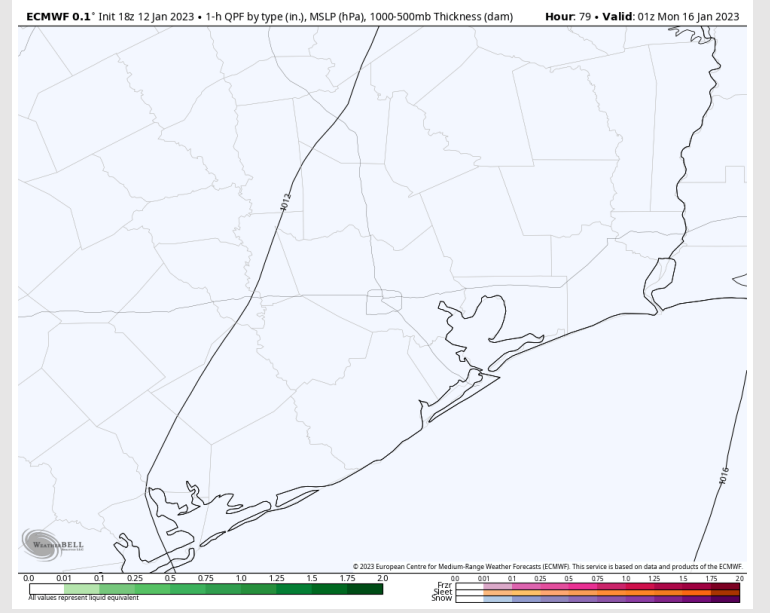 ECMWF 0.1° Init 18z 12 Jan 2023 • 1-h QPF by type (in.), MSLP (hPa), 1000-500mb Thickness (dam) Hour: 79 • Valid: 01z Mon 16 Jan 2023
1012
1016
WEATHERBELL
© 2023 European Centre for Medium-Range Weather Forecasts (ECMWF). This service is based on data and products of the ECMWF.
0.0 0.01 0.1 0.25 0.5 0.75 1.0 1.25 1.5 1.75 2.0
All values represent liquid equivalent
0.0 0.01 0.1 0.25 0.5 0.75 1.0 1.25 1.5 1.75 2.0
Frzr
Sleet
Snow